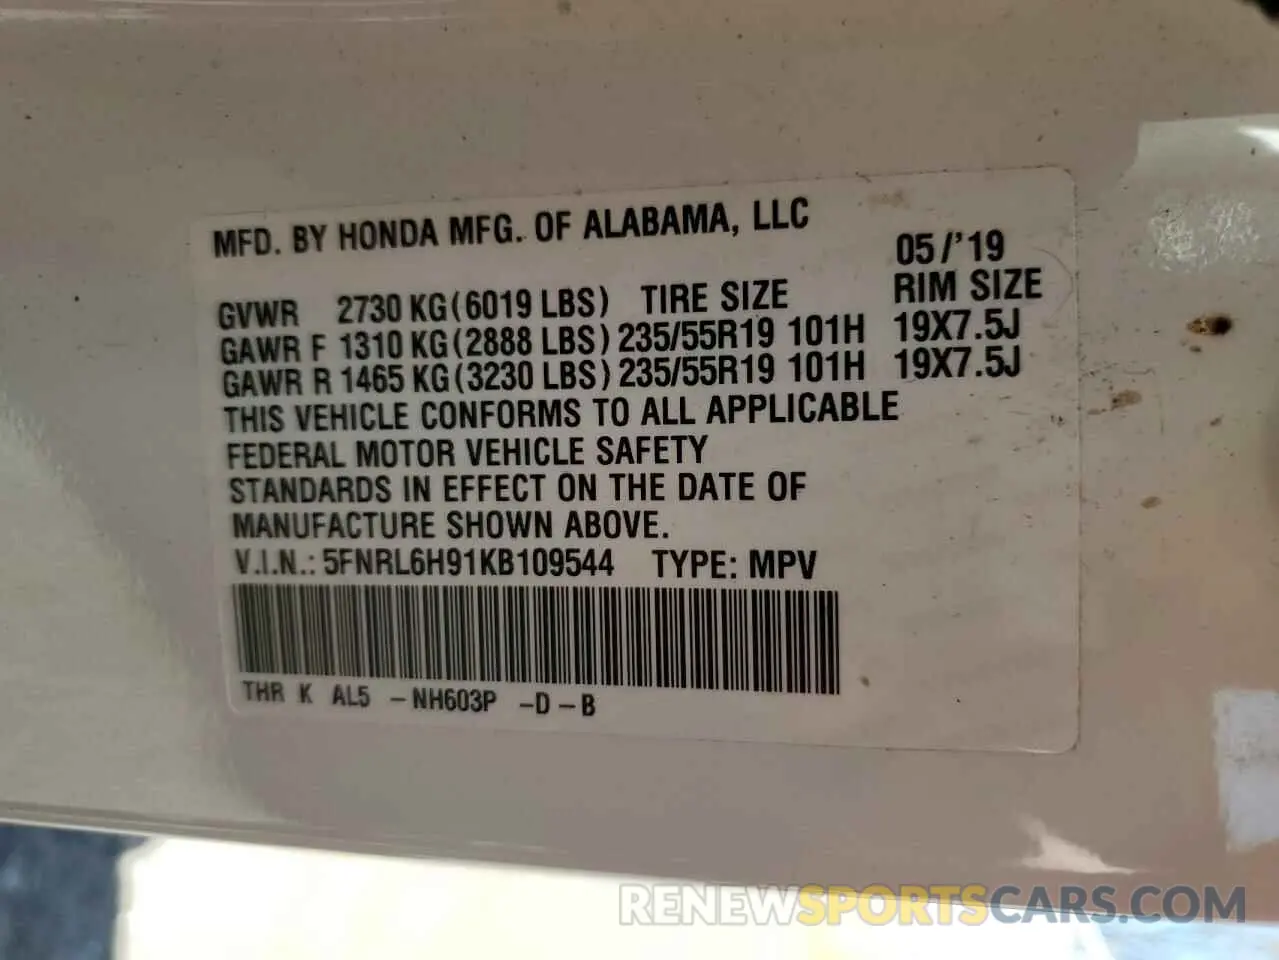 MFD. BY HONDA MFG. OF ALABAMA, LLC
05/'19
GVWR 2730 KG(6019 LBS) TIRE SIZE RIM SIZE
GAWR F 1310 KG(2888 LBS) 235/55R19 101H 19X7.5J
GAWR R 1465 KG(3230 LBS) 235/55R19 101H 19X7.5J
THIS VEHICLE CONFORMS TO ALL APPLICABLE
FEDERAL MOTOR VEHICLE SAFETY
STANDARDS IN EFFECT ON THE DATE OF
MANUFACTURE SHOWN ABOVE.
V.I.N.: 5FNRL6H91KB109544 TYPE: MPV
THR K AL5 -NH603P -D-B
RENEWSPORTSCARS.COM